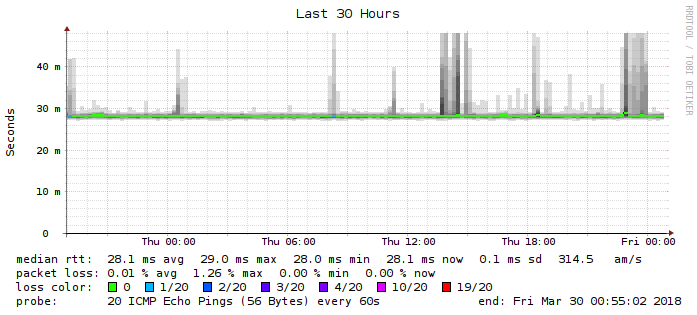 Last 30 Hours
RRDTOOL / TOBI OETIKER
Seconds
40 m
30 m
20 m
10 m
0
Thu 00:00 Thu 06:00 Thu 12:00 Thu 18:00 Fri 00:00
median rtt: 28.1 ms avg 29.0 ms max 28.0 ms min 28.1 ms now 0.1 ms sd 314.5 am/s
packet loss: 0.01 % avg 1.26 % max 0.00 % min 0.00 % now
loss color: 0 1/20 2/20 3/20 4/20 10/20 19/20
probe: 20 ICMP Echo Pings (56 Bytes) every 60s end: Fri Mar 30 00:55:02 2018